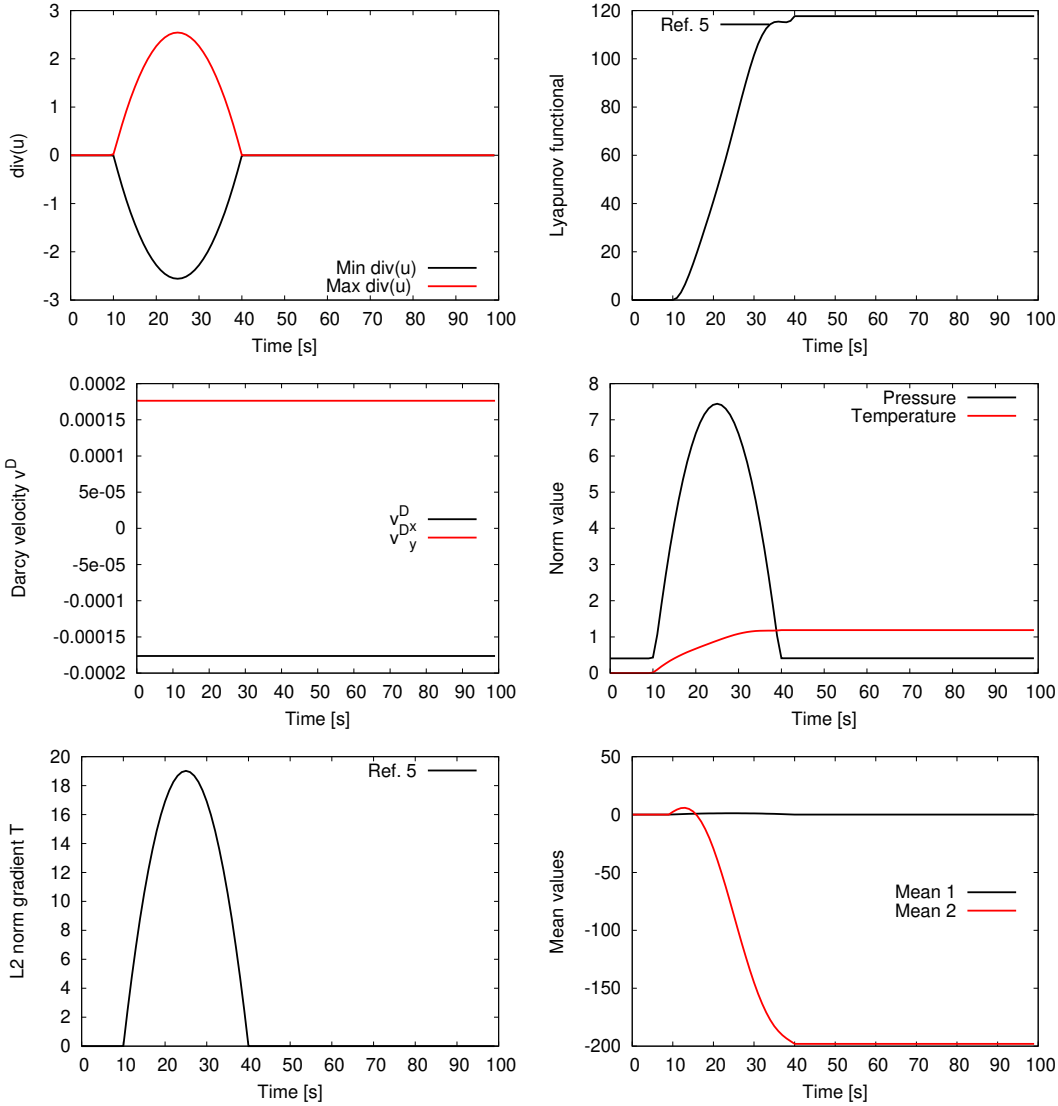 div(u)
3
2
1
0
-1
-2
-3
Min div(u)
Max div(u)
0 10 20 30 40 50 60 70 80 90 100
Time [s]
Lyapunov functional
120
100
80
60
40
20
0
Ref. 5
0 10 20 30 40 50 60 70 80 90 100
Time [s]
Darcy velocity v^D
0.0002
0.00015
0.0001
5e-05
0
-5e-05
-0.0001
-0.00015
-0.0002
v^D_x
v^D_y
0 10 20 30 40 50 60 70 80 90 100
Time [s]
Norm value
8
7
6
5
4
3
2
1
0
Pressure
Temperature
0 10 20 30 40 50 60 70 80 90 100
Time [s]
L2 norm gradient T
20
18
16
14
12
10
8
6
4
2
0
Ref. 5
0 10 20 30 40 50 60 70 80 90 100
Time [s]
Mean values
50
0
-50
-100
-150
-200
Mean 1
Mean 2
0 10 20 30 40 50 60 70 80 90 100
Time [s]